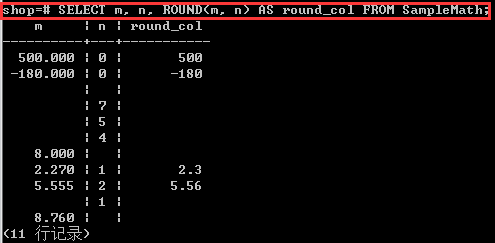 shop=# SELECT m, n, ROUND(m, n) AS round_col FROM SampleMath;
    m     | n | round_col
----------+---+-----------
  500.000 | 0 |       500
 -180.000 | 0 |      -180
          |   |
          | 7 |
          | 5 |
          | 4 |
    8.000 |   |
    2.270 | 1 |       2.3
    5.555 | 2 |      5.56
          | 1 |
    8.760 |   |
(11 行记录)